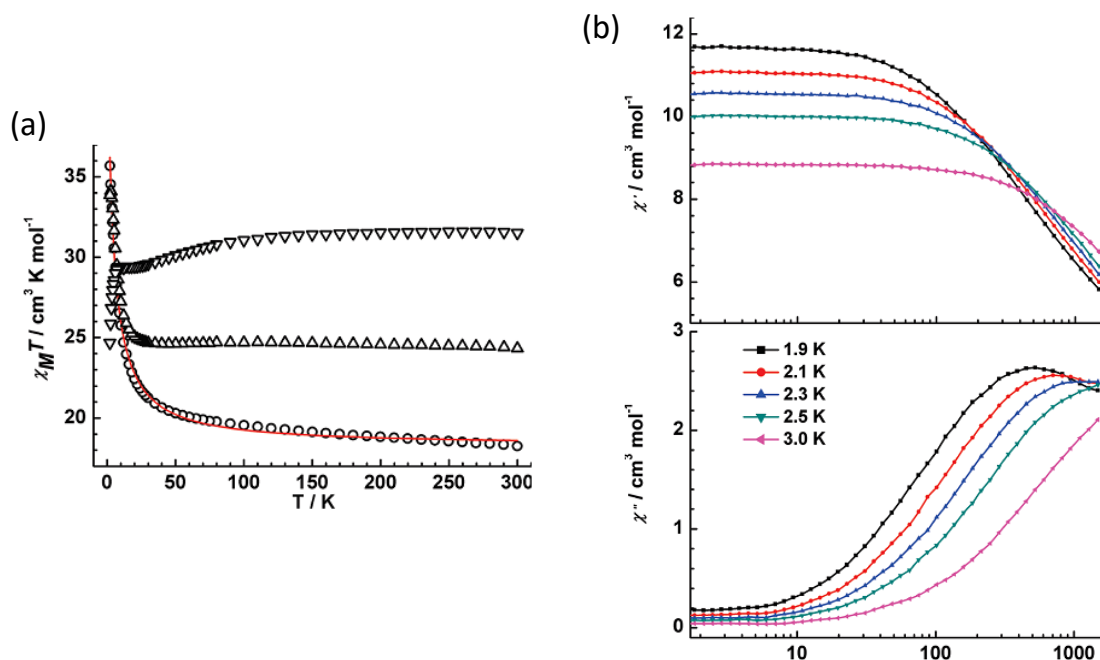 (a)
χ_M T / cm³ K mol⁻¹
35
30
25
20
0 50 100 150 200 250 300
T / K
(b)
χ' / cm³ mol⁻¹
12
10
8
6
χ" / cm³ mol⁻¹
3
2
1
0
1.9 K
2.1 K
2.3 K
2.5 K
3.0 K
10 100 1000